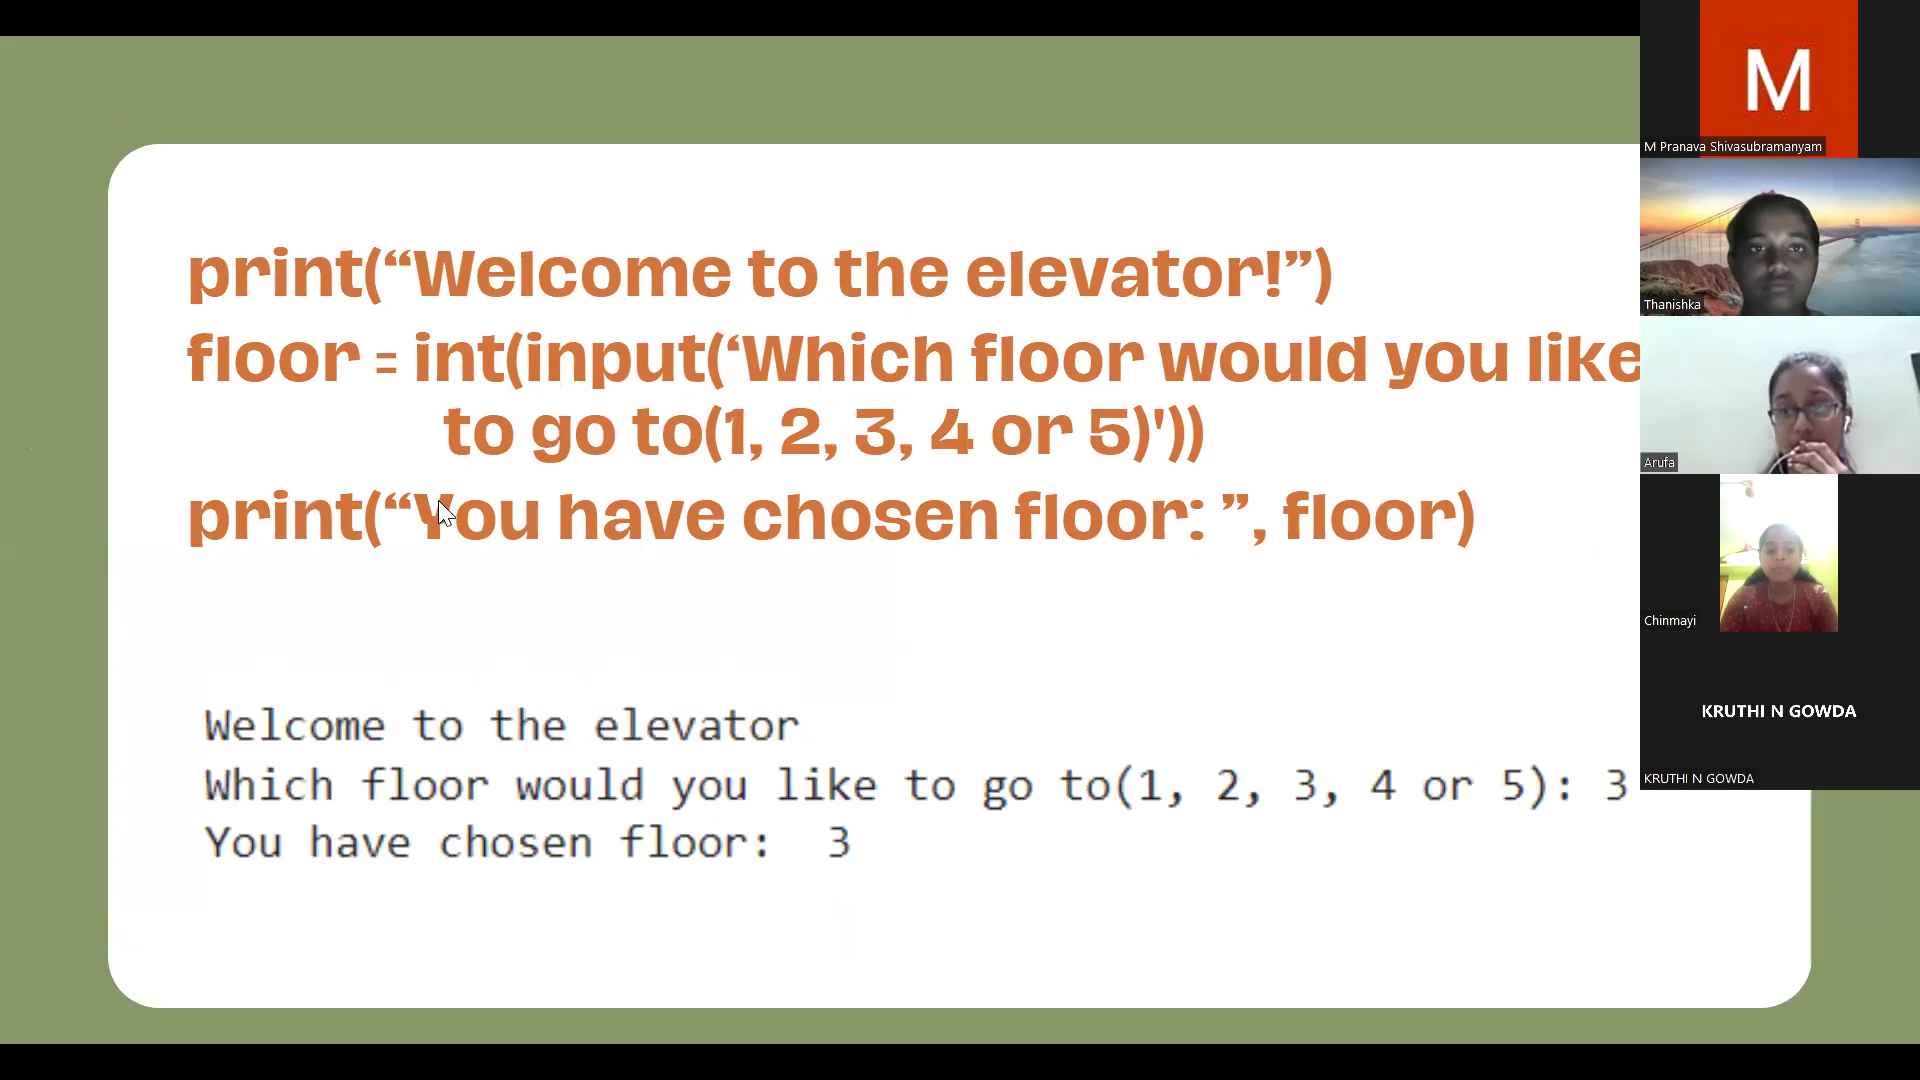 print(“Welcome to the elevator!”)
floor = int(input(‘Which floor would you like
to go to(1, 2, 3, 4 or 5)'))
print(“You have chosen floor: ”, floor)
Welcome to the elevator
Which floor would you like to go to(1, 2, 3, 4 or 5): 3
You have chosen floor:  3
M
M Pranava Shivasubramanyam
Thanishka
Arufa
Chinmayi
KRUTHI N GOWDA
KRUTHI N GOWDA